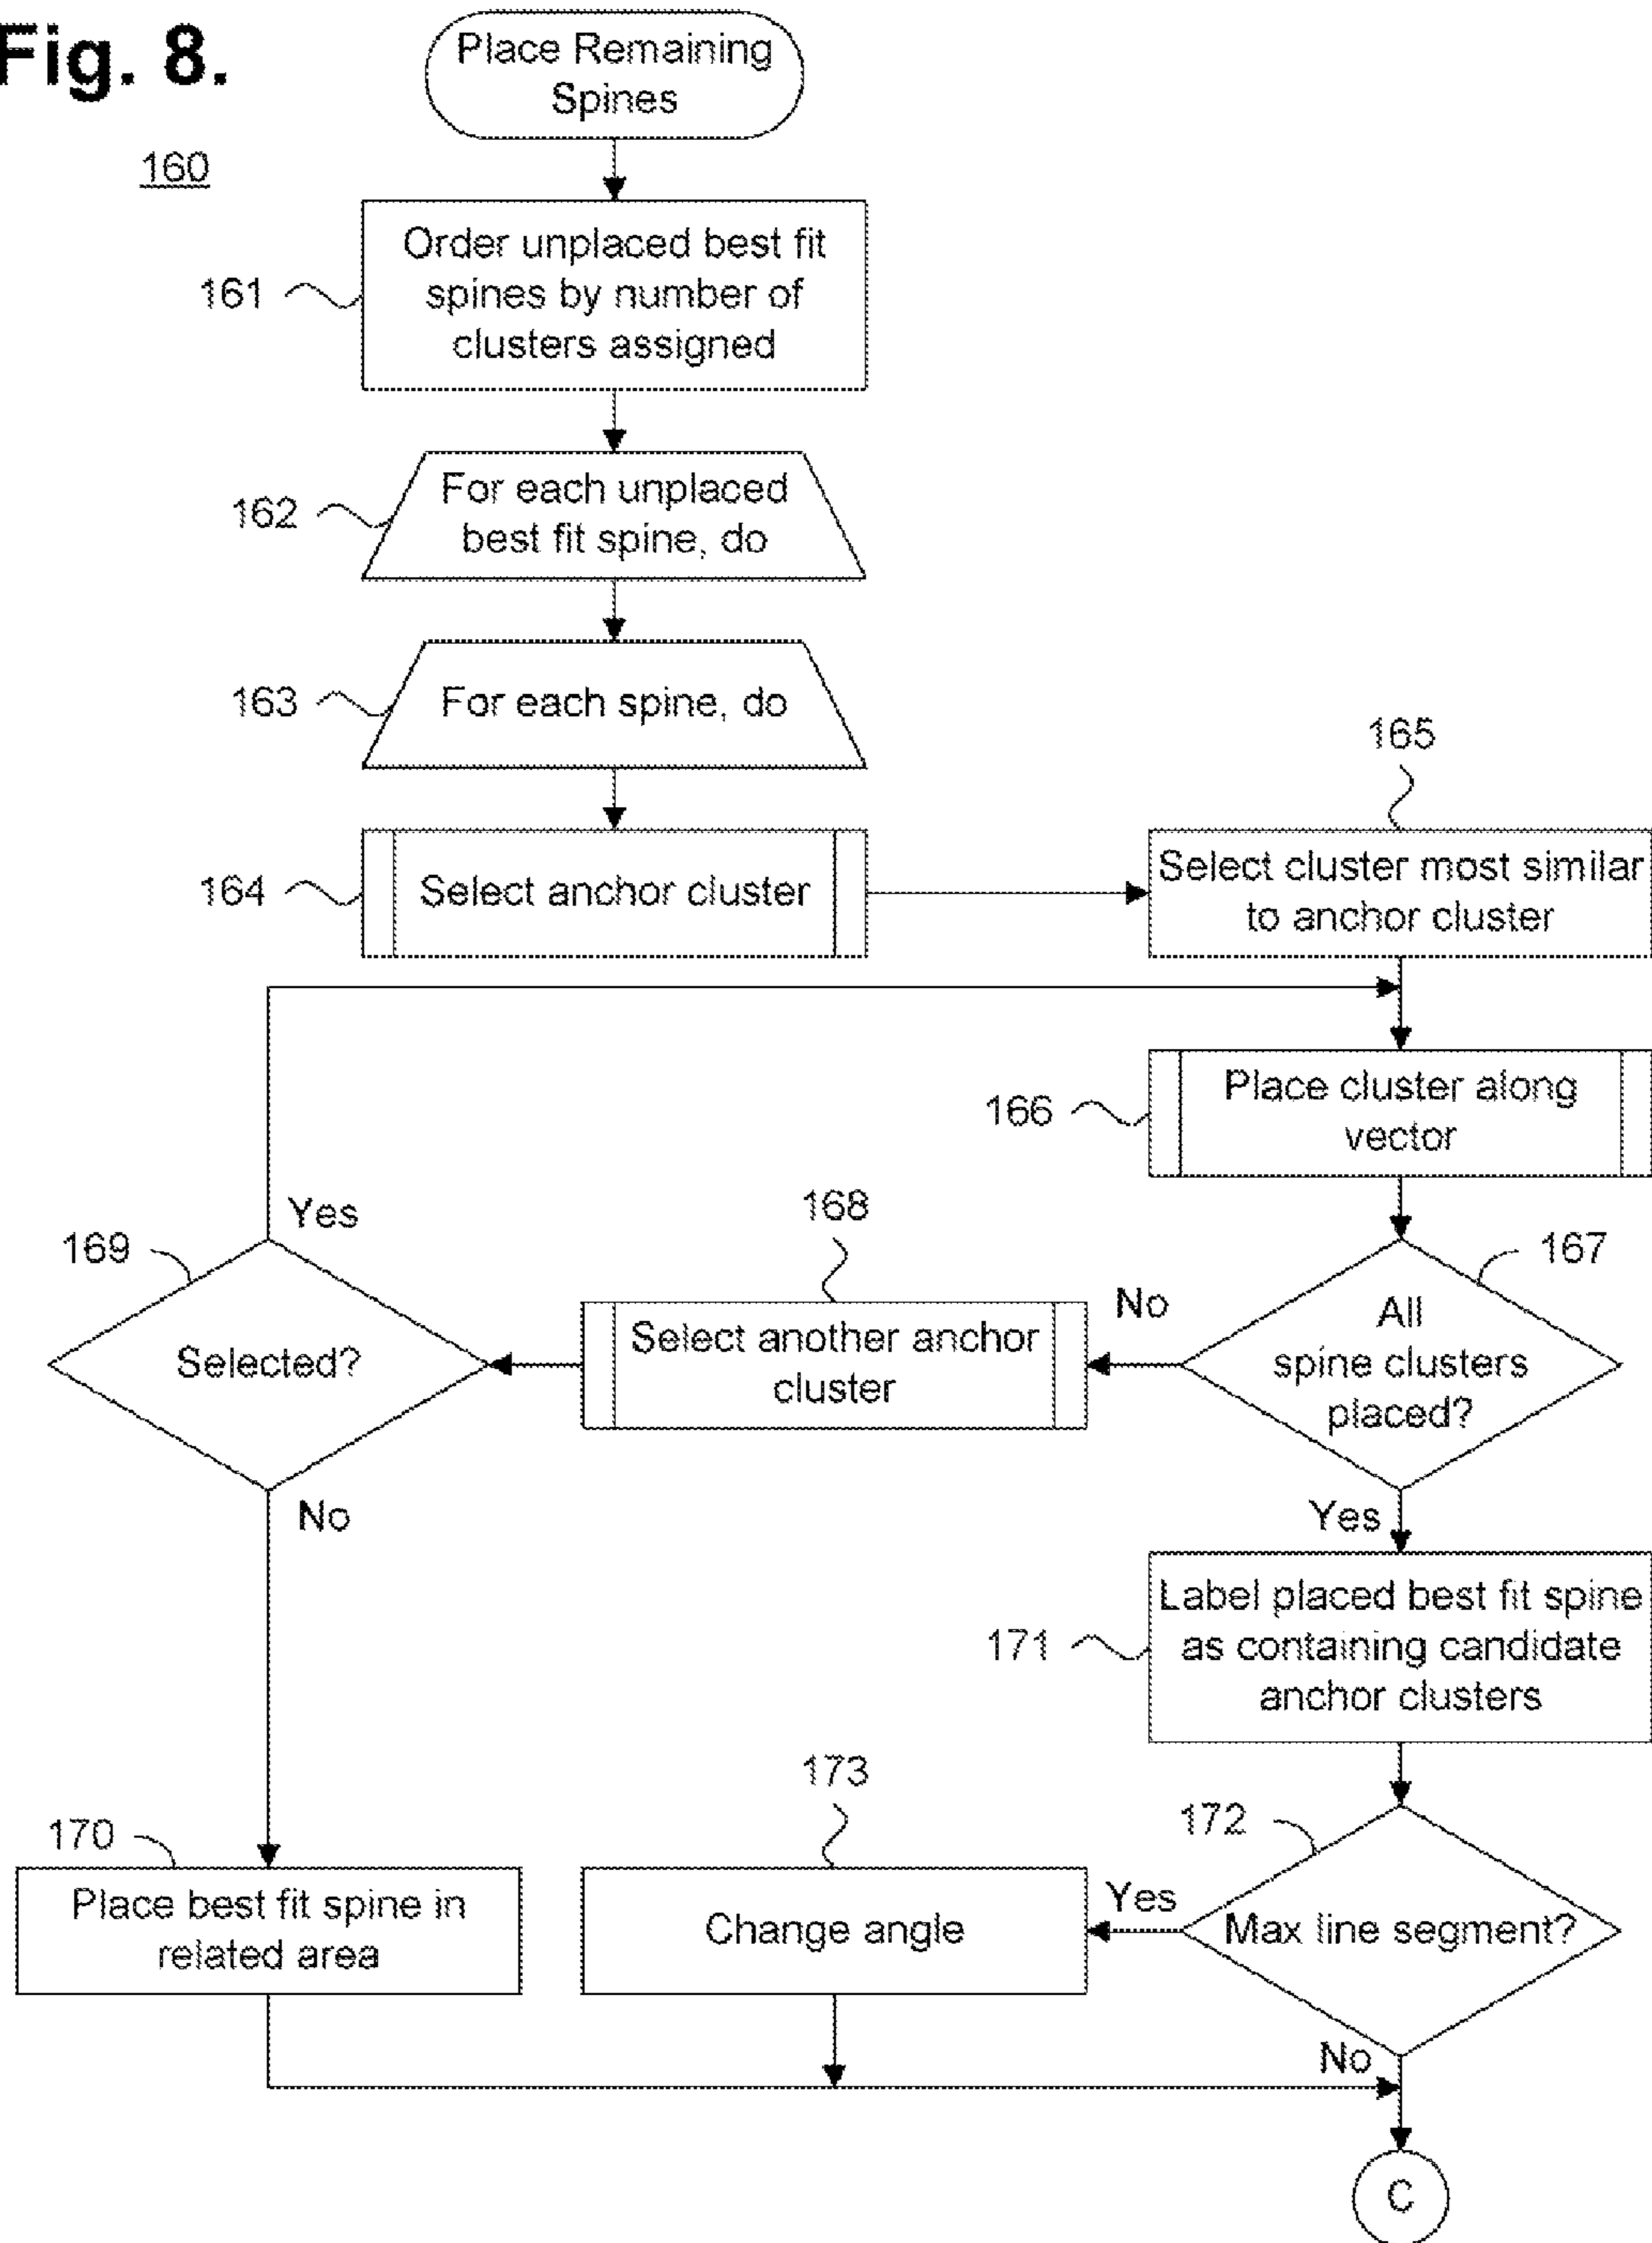 Fig. 8.
160
Place Remaining
Spines
161
Order unplaced best fit
spines by number of
clusters assigned
162
For each unplaced
best fit spine, do
163
For each spine, do
164
Select anchor cluster
165
Select cluster most similar
to anchor cluster
166
Place cluster along
vector
167
All
spine clusters
placed?
No
168
Select another anchor
cluster
169
Selected?
Yes
No
170
Place best fit spine in
related area
Yes
171
Label placed best fit spine
as containing candidate
anchor clusters
172
Max line segment?
Yes
173
Change angle
No
C